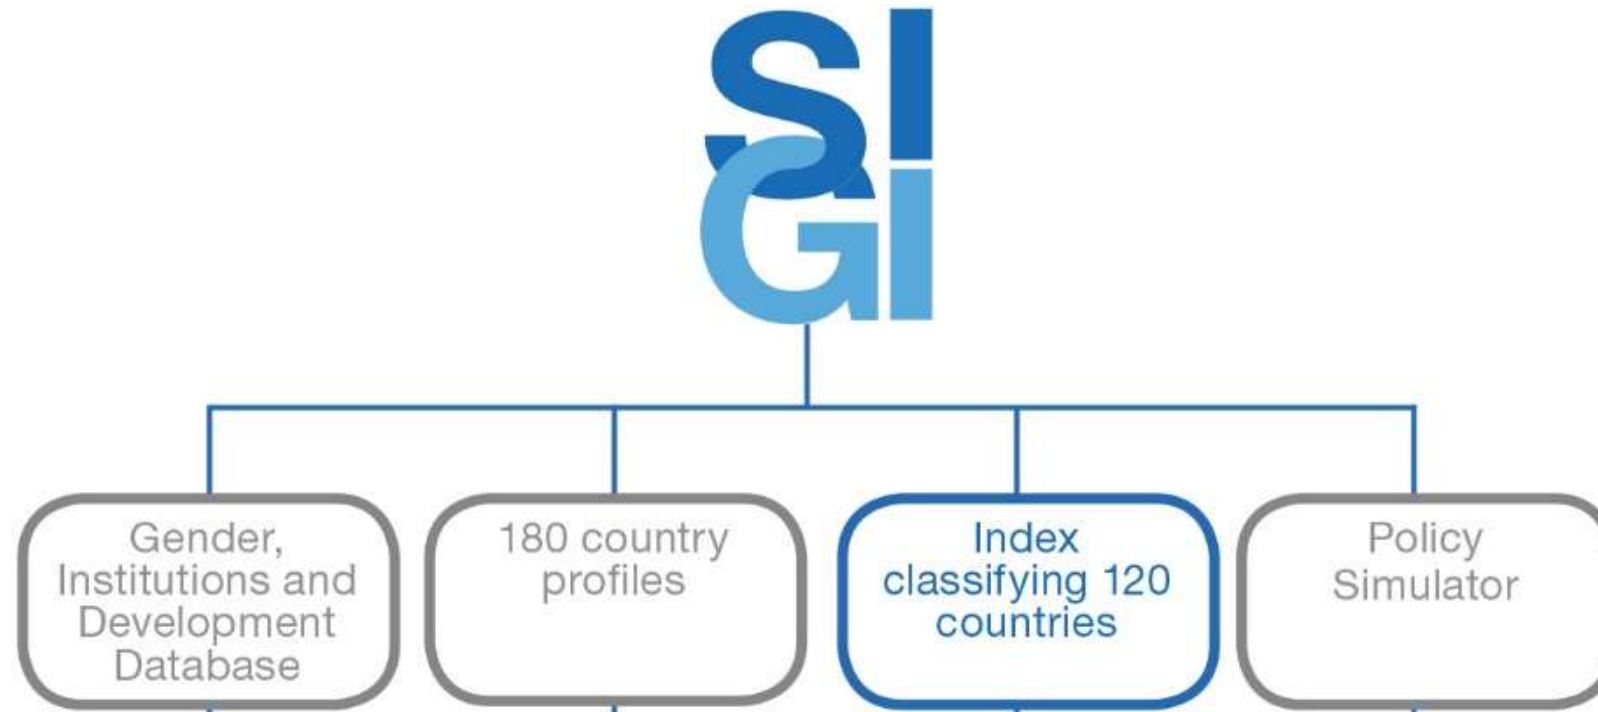 SI
GI
Gender,
Institutions and
Development
Database
180 country
profiles
Index
classifying 120
countries
Policy
Simulator